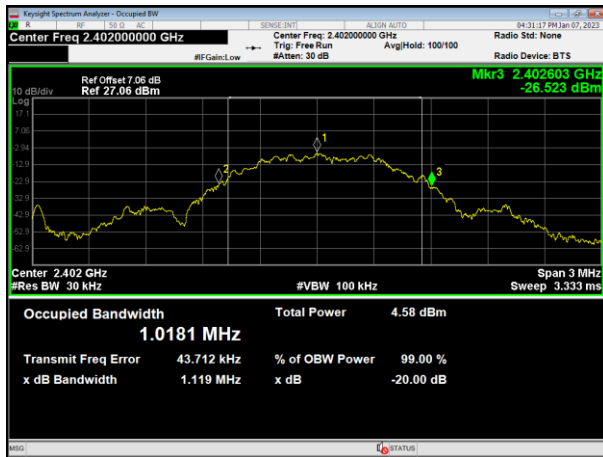 Keysight Spectrum Analyzer - Occupied BW
R RF 50 Ω AC SENSE:INT ALIGN AUTO 04:31:17 PM Jan 07, 2023
Center Freq 2.402000000 GHz Center Freq: 2.402000000 GHz Radio Std: None
Trig: Free Run Avg|Hold: 100/100
#IFGain:Low #Atten: 30 dB Radio Device: BTS
Ref Offset 7.06 dB Mkr3 2.402603 GHz
10 dB/div Ref 27.06 dBm -26.523 dBm
Log
17.1
7.06
-2.94
-12.9
-22.9
-32.9
-42.9
-52.9
-62.9
1
2
3
Center 2.402 GHz Span 3 MHz
#Res BW 30 kHz #VBW 100 kHz Sweep 3.333 ms
Occupied Bandwidth Total Power 4.58 dBm
1.0181 MHz
Transmit Freq Error 43.712 kHz % of OBW Power 99.00 %
x dB Bandwidth 1.119 MHz x dB -20.00 dB
MSG STATUS